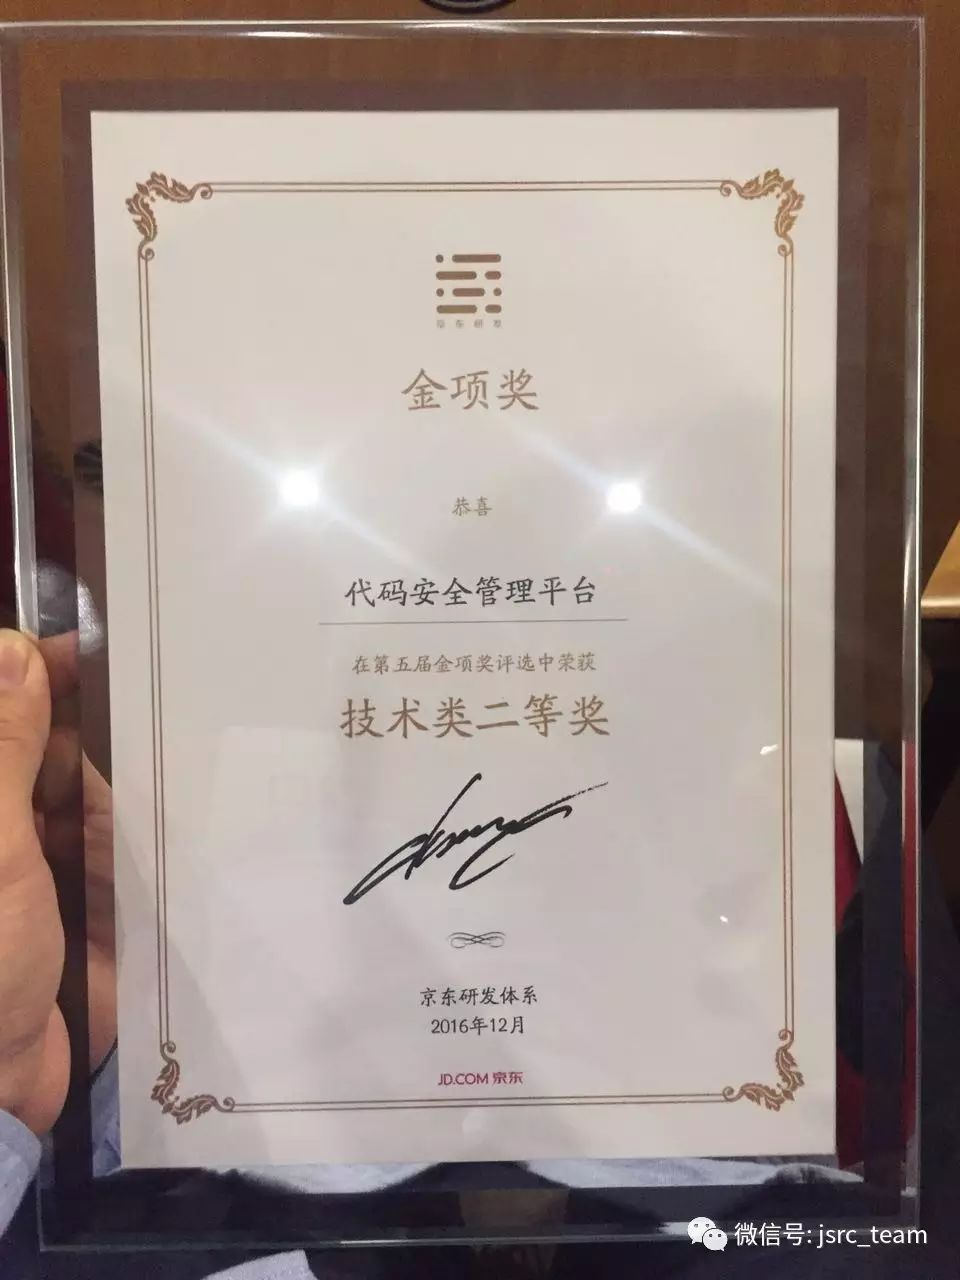 京东研发
金项奖
恭喜
代码安全管理平台
在第五届金项奖评选中荣获
技术类二等奖
京东研发体系
2016年12月
JD.COM 京东
微信号: jsrc_team